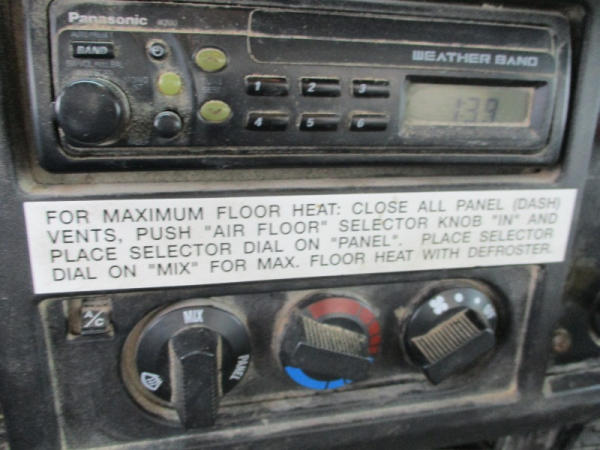 Panasonic
WEATHER BAND
BAND
1 2 3
4 5 6
FOR MAXIMUM FLOOR HEAT: CLOSE ALL PANEL (DASH)
VENTS, PUSH "AIR FLOOR" SELECTOR KNOB "IN" AND
PLACE SELECTOR DIAL ON "PANEL". PLACE SELECTOR
DIAL ON "MIX" FOR MAX. FLOOR HEAT WITH DEFROSTER.
A/C
MIX
PANEL